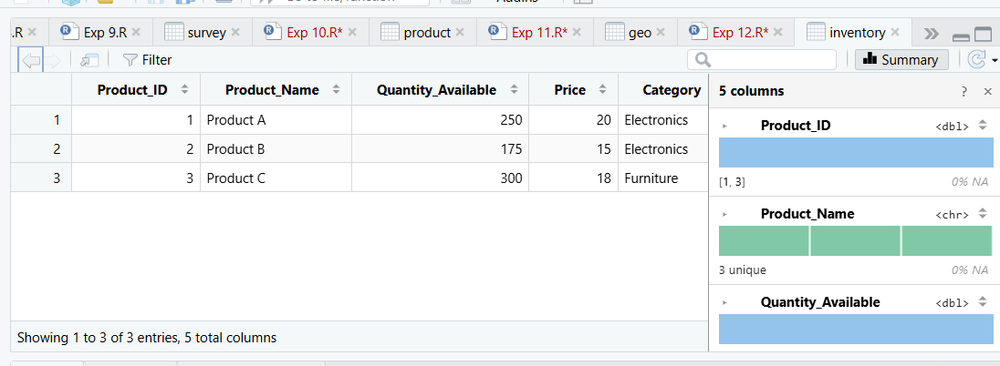 .R Exp 9.R survey Exp 10.R* product Exp 11.R* geo Exp 12.R* inventory
Filter Summary
Product_ID Product_Name Quantity_Available Price Category
1 1 Product A 250 20 Electronics
2 2 Product B 175 15 Electronics
3 3 Product C 300 18 Furniture
Showing 1 to 3 of 3 entries, 5 total columns
5 columns ?
Product_ID <dbl>
[1, 3] 0% NA
Product_Name <chr>
3 unique 0% NA
Quantity_Available <dbl>